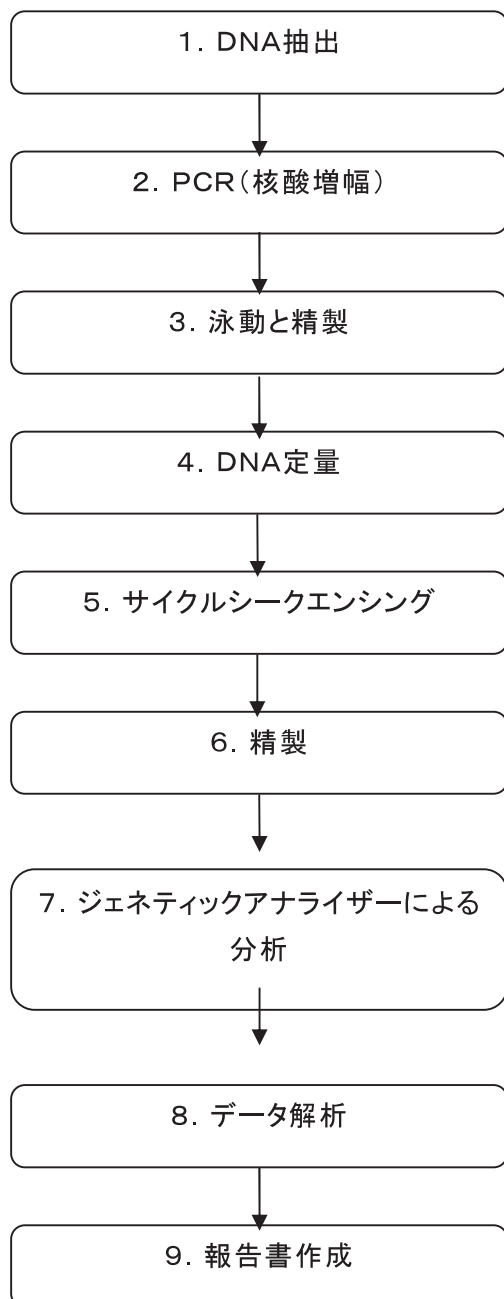 1. DNA抽出
2. PCR(核酸増幅)
3. 泳動と精製
4. DNA定量
5. サイクルシークエンシング
6. 精製
7. ジェネティックアナライザーによる
分析
8. データ解析
9. 報告書作成